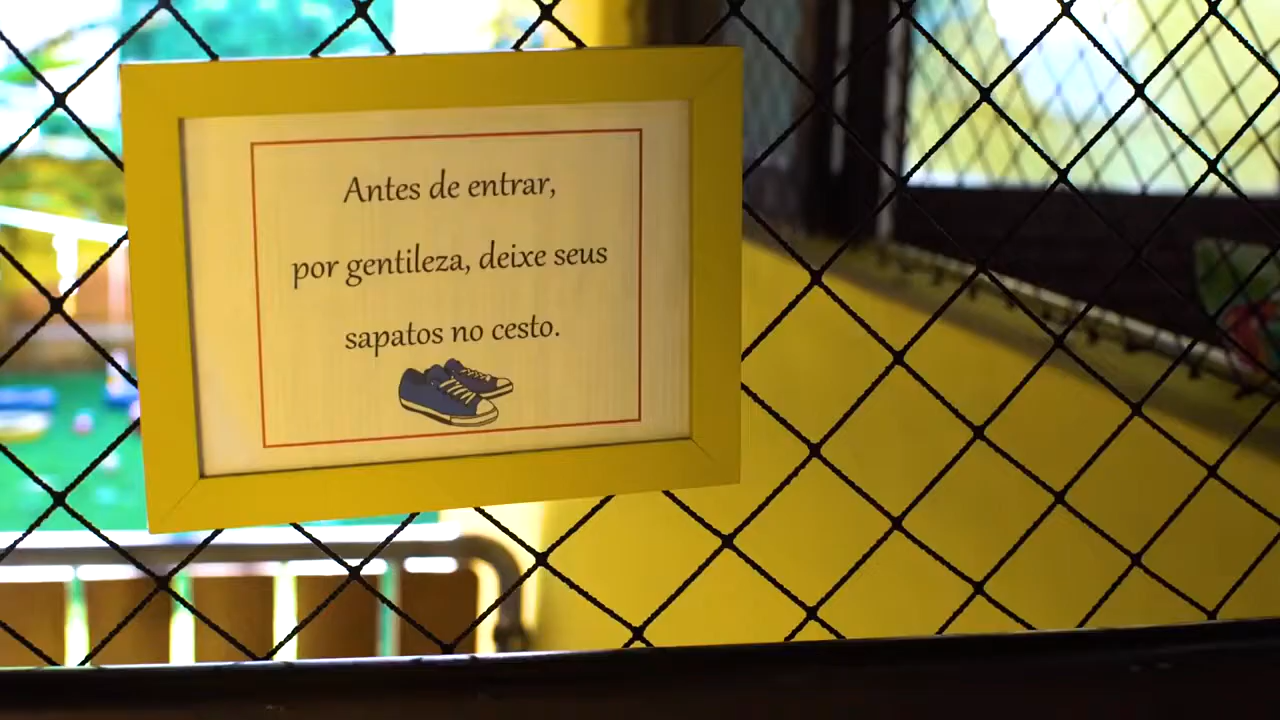 Antes de entrar,
por gentileza, deixe seus
sapatos no cesto.